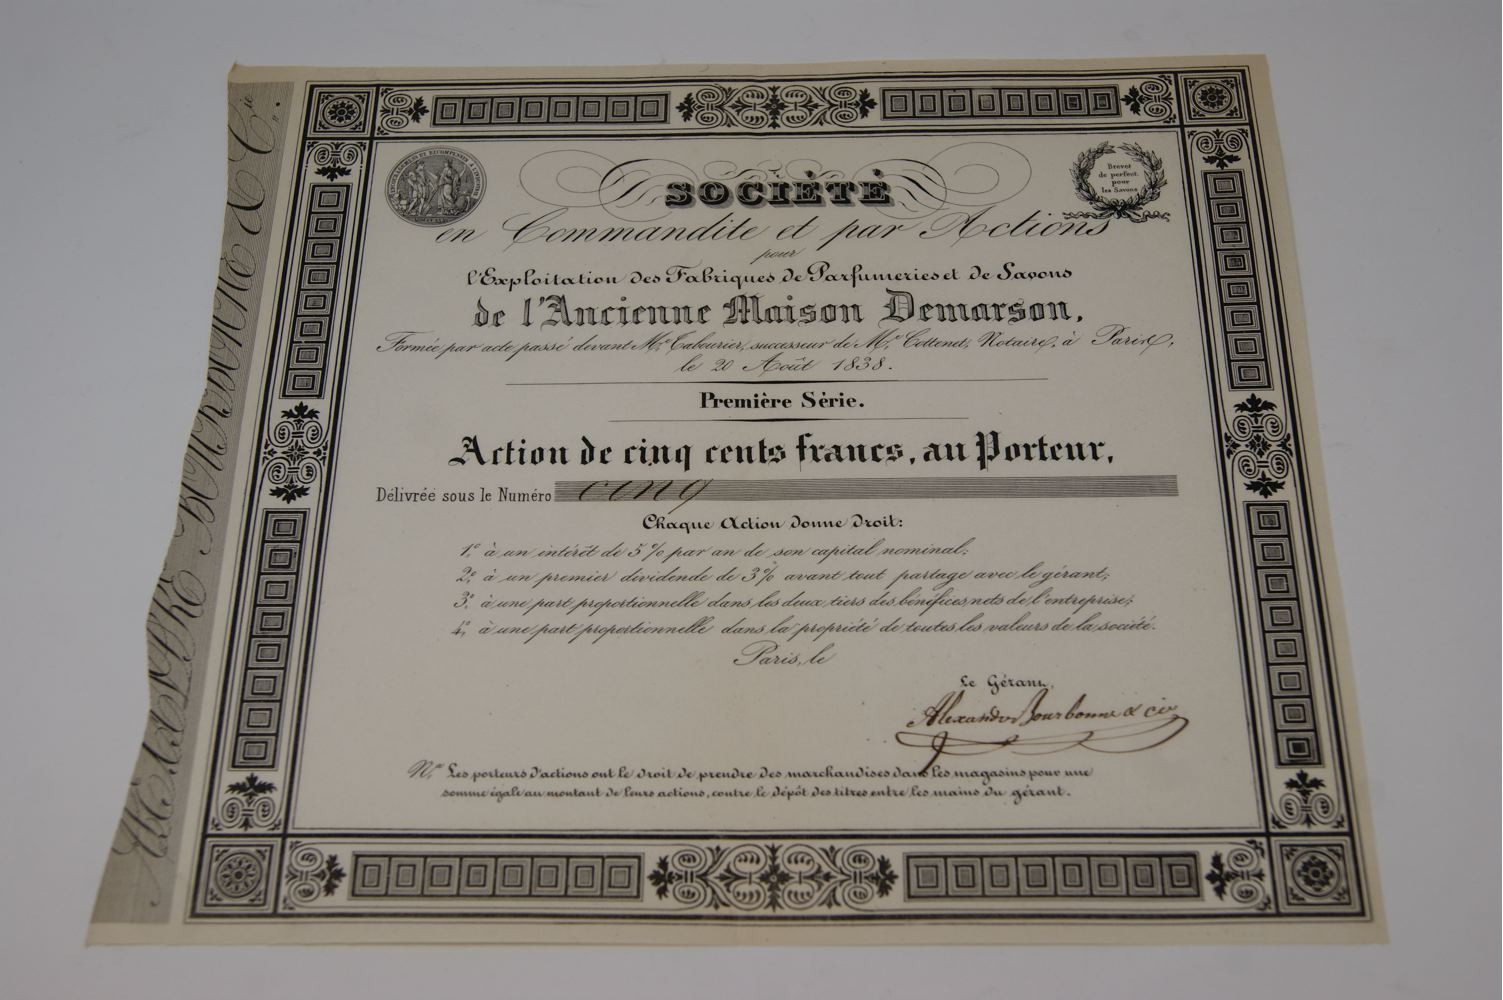 SOCIÉTÉ
Brevet
de perfect.
pour
les Savons
en Commandite et par Actions
pour
l'Exploitation des Fabriques de Parfumeries et de Savons
de l'Ancienne Maison Demarson,
Formée par acte passé devant Me. Tabourier, successeur de Me. Cottenet, Notaire, à Paris,
le 20 Août 1838.
Première Série.
Action de cinq cents francs, au Porteur,
Délivrée sous le Numéro cinq
Chaque Action donne Droit:
1.° à un intérêt de 5 % par an de son capital nominal;
2.° à un premier dividende de 3 % avant tout partage avec le gérant;
3.° à une part proportionnelle dans les deux tiers des bénéfices nets de l'entreprise;
4.° à une part proportionnelle dans la propriété de toutes les valeurs de la société.
Paris, le
Le Gérant,
Alexandre Bourbonne & cie
Les porteurs d'actions ont le droit de prendre des marchandises dans les magasins pour une
somme égale au montant de leurs actions, contre le dépôt des titres entre les mains du gérant.
ALEXANDRE BOURBONNE & Cie.